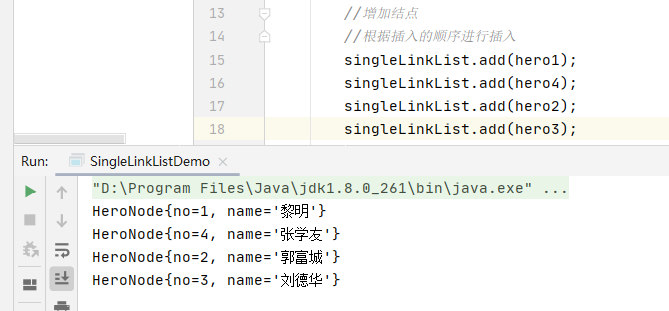 13 //增加结点
14 //根据插入的顺序进行插入
15 singleLinkList.add(hero1);
16 singleLinkList.add(hero4);
17 singleLinkList.add(hero2);
18 singleLinkList.add(hero3);
Run: SingleLinkListDemo ×
"D:\Program Files\Java\jdk1.8.0_261\bin\java.exe" ...
HeroNode{no=1, name='黎明'}
HeroNode{no=4, name='张学友'}
HeroNode{no=2, name='郭富城'}
HeroNode{no=3, name='刘德华'}